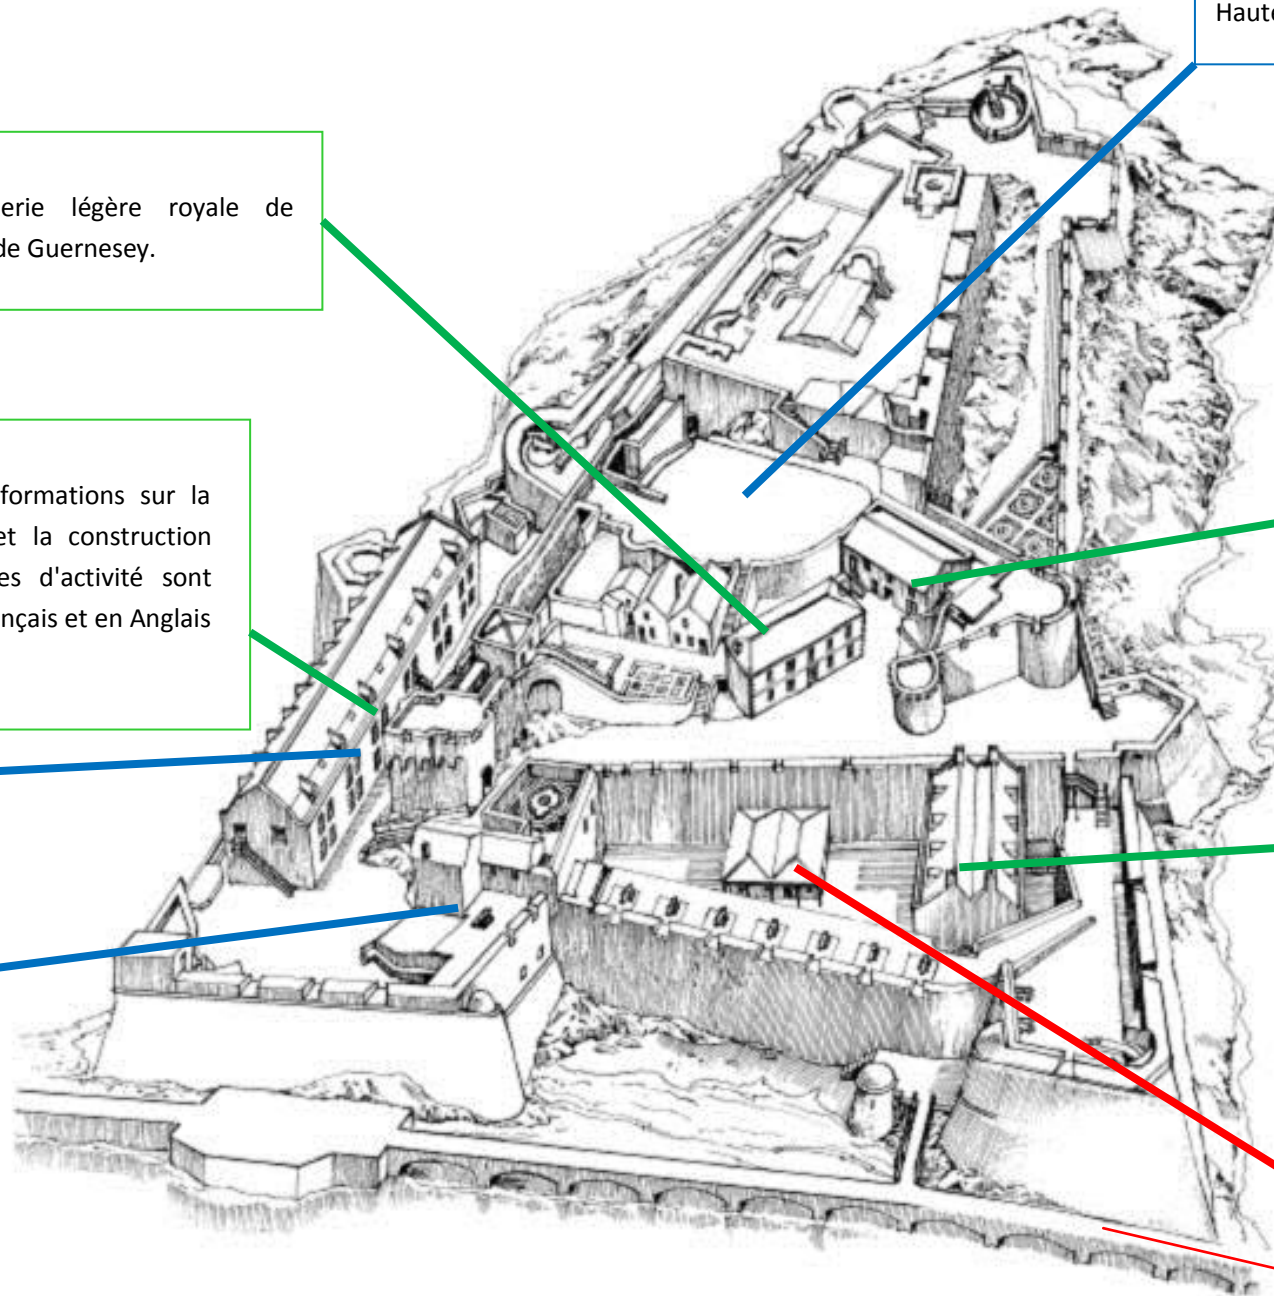 erie légère royale de
de Guernesey.
formations sur la
et la construction
es d'activité sont
nçais et en Anglais
Haute